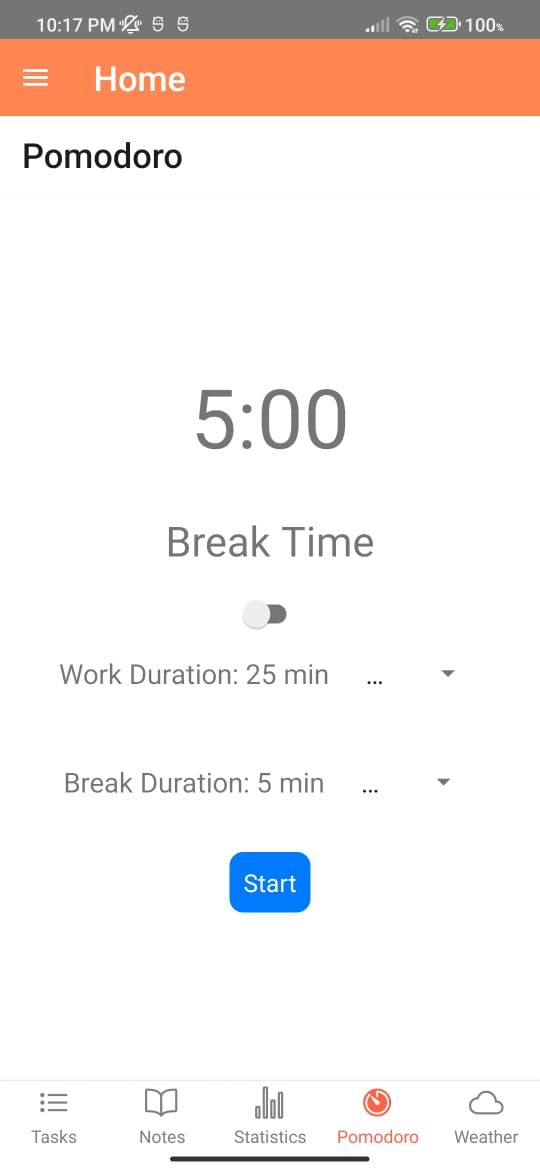 10:17 PM 100%
Home
Pomodoro
5:00
Break Time
Work Duration: 25 min ...
Break Duration: 5 min ...
Start
Tasks Notes Statistics Pomodoro Weather